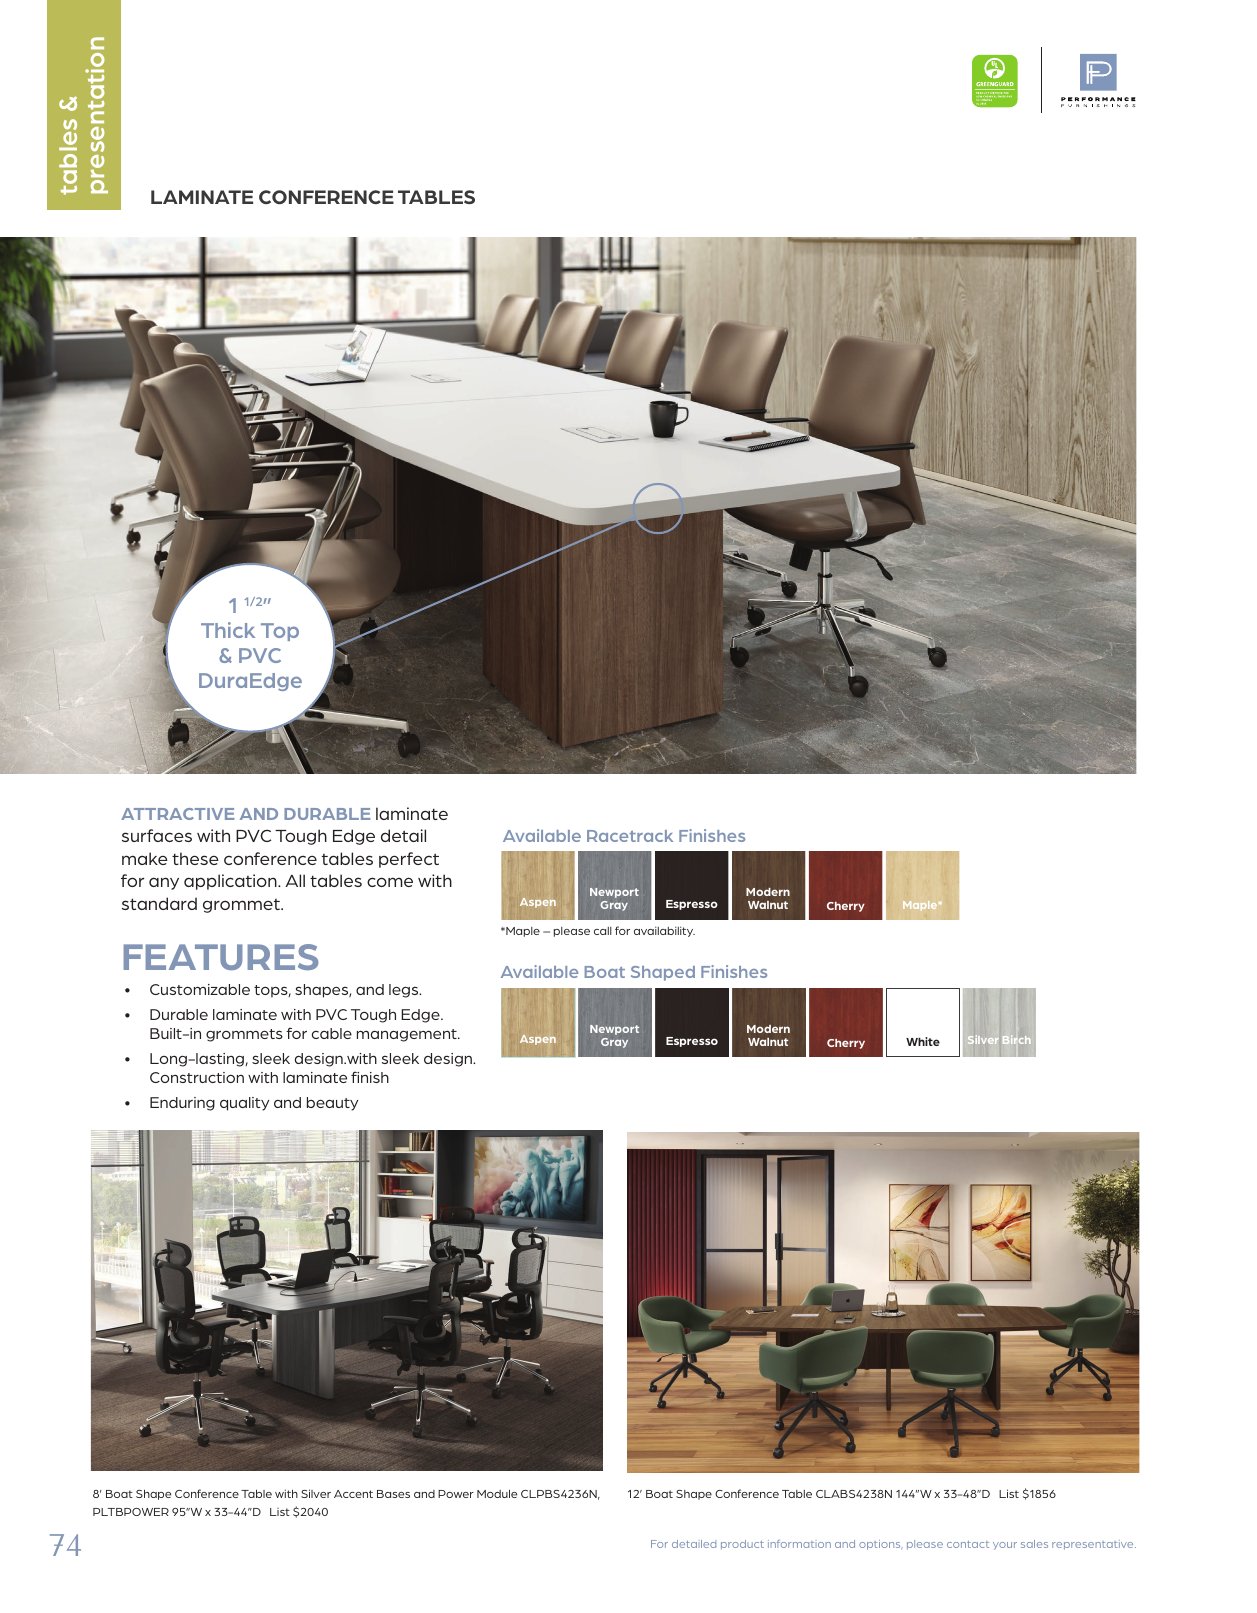 tables &
presentation
GREENGUARD
PERFORMANCE
FURNISHINGS
LAMINATE CONFERENCE TABLES
1 1/2"
Thick Top
& PVC
DuraEdge
ATTRACTIVE AND DURABLE laminate
surfaces with PVC Tough Edge detail
make these conference tables perfect
for any application. All tables come with
standard grommet.
FEATURES
• Customizable tops, shapes, and legs.
• Durable laminate with PVC Tough Edge.
Built-in grommets for cable management.
• Long-lasting, sleek design.with sleek design.
Construction with laminate finish
• Enduring quality and beauty
Available Racetrack Finishes
Aspen
Newport
Gray
Espresso
Modern
Walnut
Cherry
Maple*
*Maple – please call for availability.
Available Boat Shaped Finishes
Aspen
Newport
Gray
Espresso
Modern
Walnut
Cherry
White
Silver Birch
8' Boat Shape Conference Table with Silver Accent Bases and Power Module CLPBS4236N,
PLTBPOWER 95"W x 33-44"D List $2040
12' Boat Shape Conference Table CLABS4238N 144"W x 33-48"D List $1856
74
For detailed product information and options, please contact your sales representative.